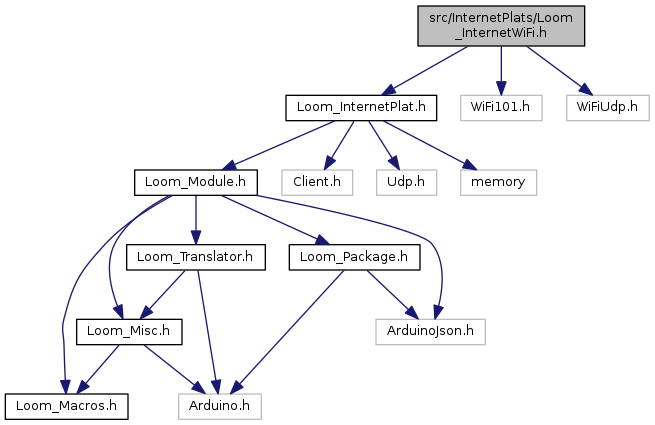 src/InternetPlats/Loom
_InternetWiFi.h
Loom_InternetPlat.h
WiFi101.h
WiFiUdp.h
Loom_Module.h
Client.h
Udp.h
memory
Loom_Translator.h
Loom_Package.h
Loom_Misc.h
ArduinoJson.h
Loom_Macros.h
Arduino.h